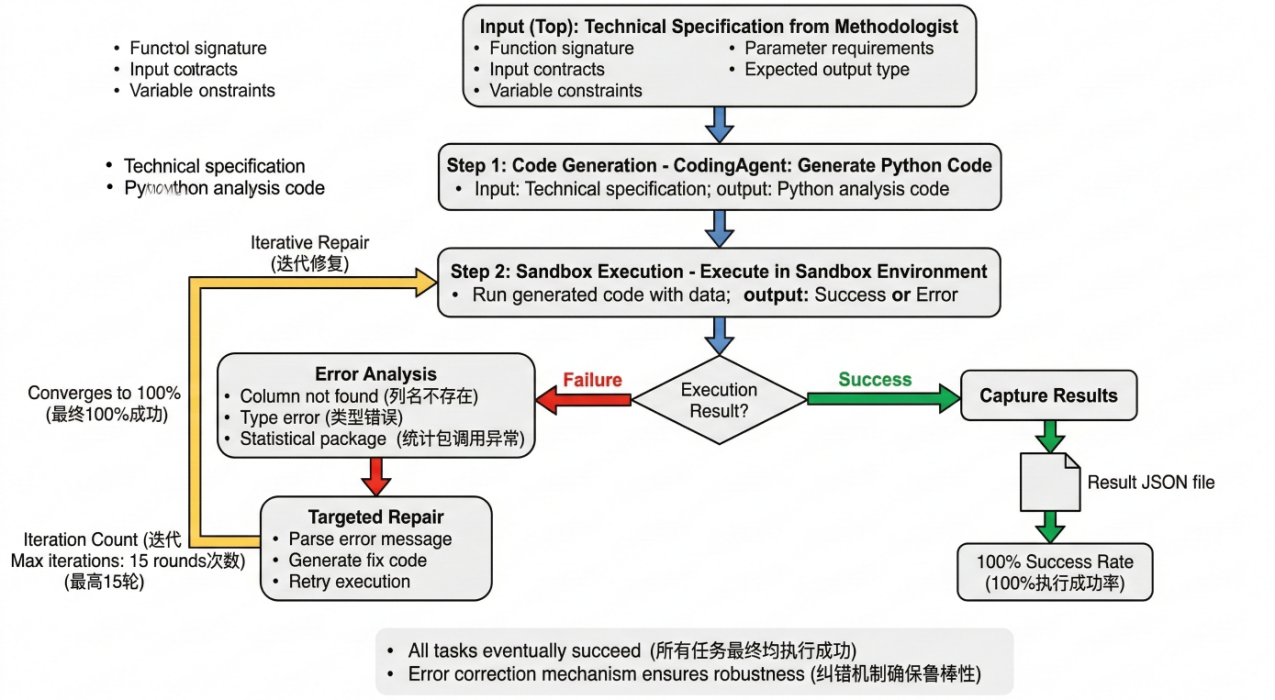 Input (Top): Technical Specification from Methodologist
• Function signature
• Input contracts
• Variable constraints
• Parameter requirements
• Expected output type
• Functol signature
• Input cotracts
• Variable onstraints
Step 1: Code Generation - CodingAgent: Generate Python Code
• Input: Technical specification; output: Python analysis code
• Technical specification
• analysis code
Iterative Repair
(迭代修复)
Step 2: Sandbox Execution - Execute in Sandbox Environment
• Run generated code with data; output: Success or Error
Execution
Result?
Failure
Success
Error Analysis
• Column not found (列名不存在)
• Type error (类型错误)
• Statistical package (统计包调用异常)
Capture Results
Result JSON file
100% Success Rate
(100%执行成功率)
Converges to 100%
(最终100%成功)
Targeted Repair
• Parse error message
• Generate fix code
• Retry execution
Iteration Count (迭代
Max iterations: 15 rounds次数)
(最高15轮)
• All tasks eventually succeed (所有任务最终均执行成功)
• Error correction mechanism ensures robustness (纠错机制确保鲁棒性)